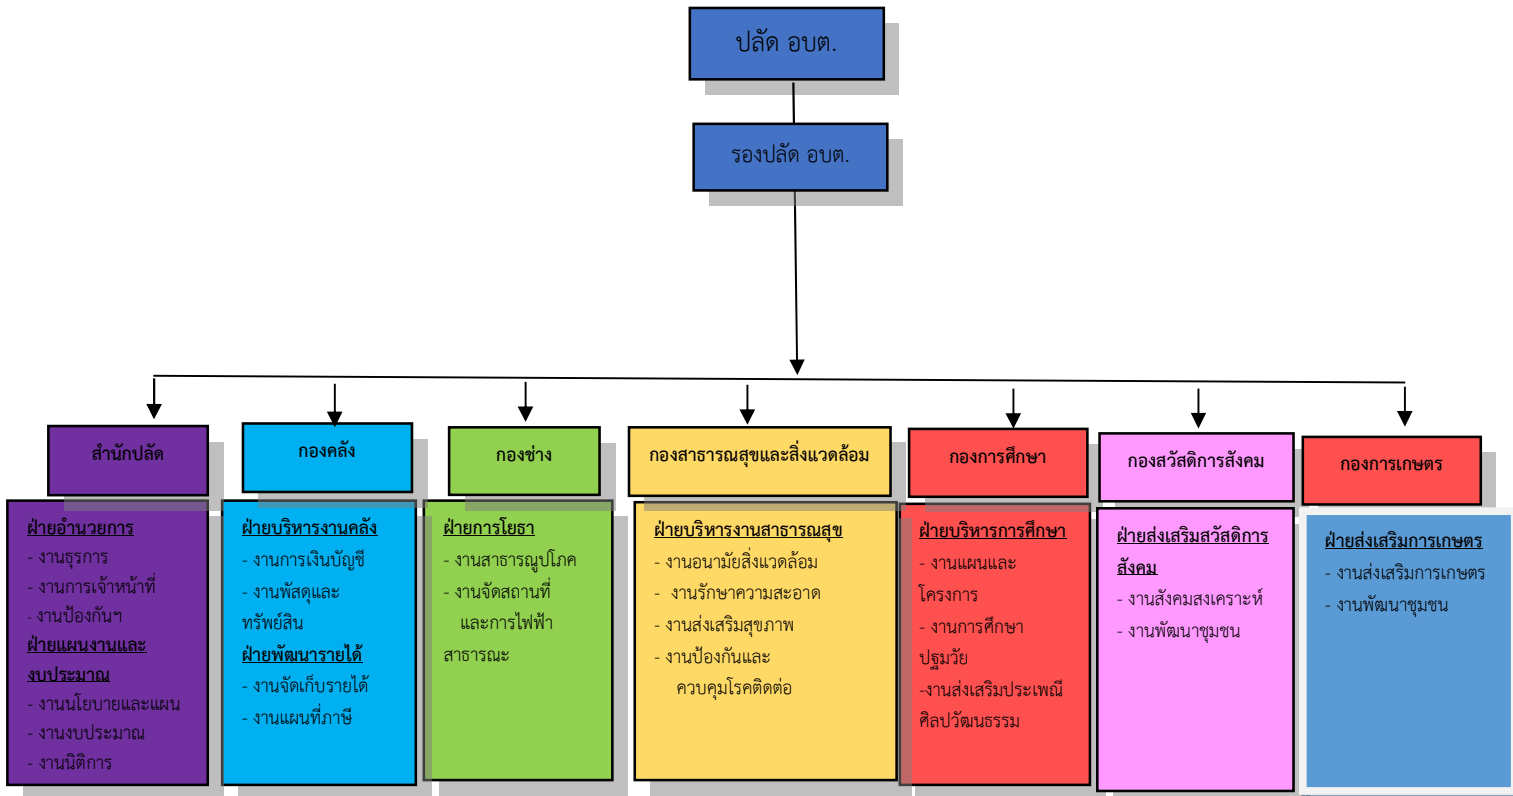 ปลัด อบต.
รองปลัด อบต.
สำนักปลัด
ฝ่ายอำนวยการ
- งานธุรการ
- งานการเจ้าหน้าที่
- งานป้องกันฯ
ฝ่ายแผนงานและ
งบประมาณ
- งานนโยบายและแผน
- งานงบประมาณ
- งานนิติการ
กองคลัง
ฝ่ายบริหารงานคลัง
- งานการเงินบัญชี
- งานพัสดุและ
ทรัพย์สิน
ฝ่ายพัฒนารายได้
- งานจัดเก็บรายได้
- งานแผนที่ภาษี
กองช่าง
ฝ่ายการโยธา
- งานสาธารณูปโภค
- งานจัดสถานที่
และการไฟฟ้า
สาธารณะ
กองสาธารณสุขและสิ่งแวดล้อม
ฝ่ายบริหารงานสาธารณสุข
- งานอนามัยสิ่งแวดล้อม
- งานรักษาความสะอาด
- งานส่งเสริมสุขภาพ
- งานป้องกันและ
ควบคุมโรคติดต่อ
กองการศึกษา
ฝ่ายบริหารการศึกษา
- งานแผนและ
โครงการ
- งานการศึกษา
ปฐมวัย
-งานส่งเสริมประเพณี
ศิลปวัฒนธรรม
กองสวัสดิการสังคม
ฝ่ายส่งเสริมสวัสดิการ
สังคม
- งานสังคมสงเคราะห์
- งานพัฒนาชุมชน
กองการเกษตร
ฝ่ายส่งเสริมการเกษตร
- งานส่งเสริมการเกษตร
- งานพัฒนาชุมชน